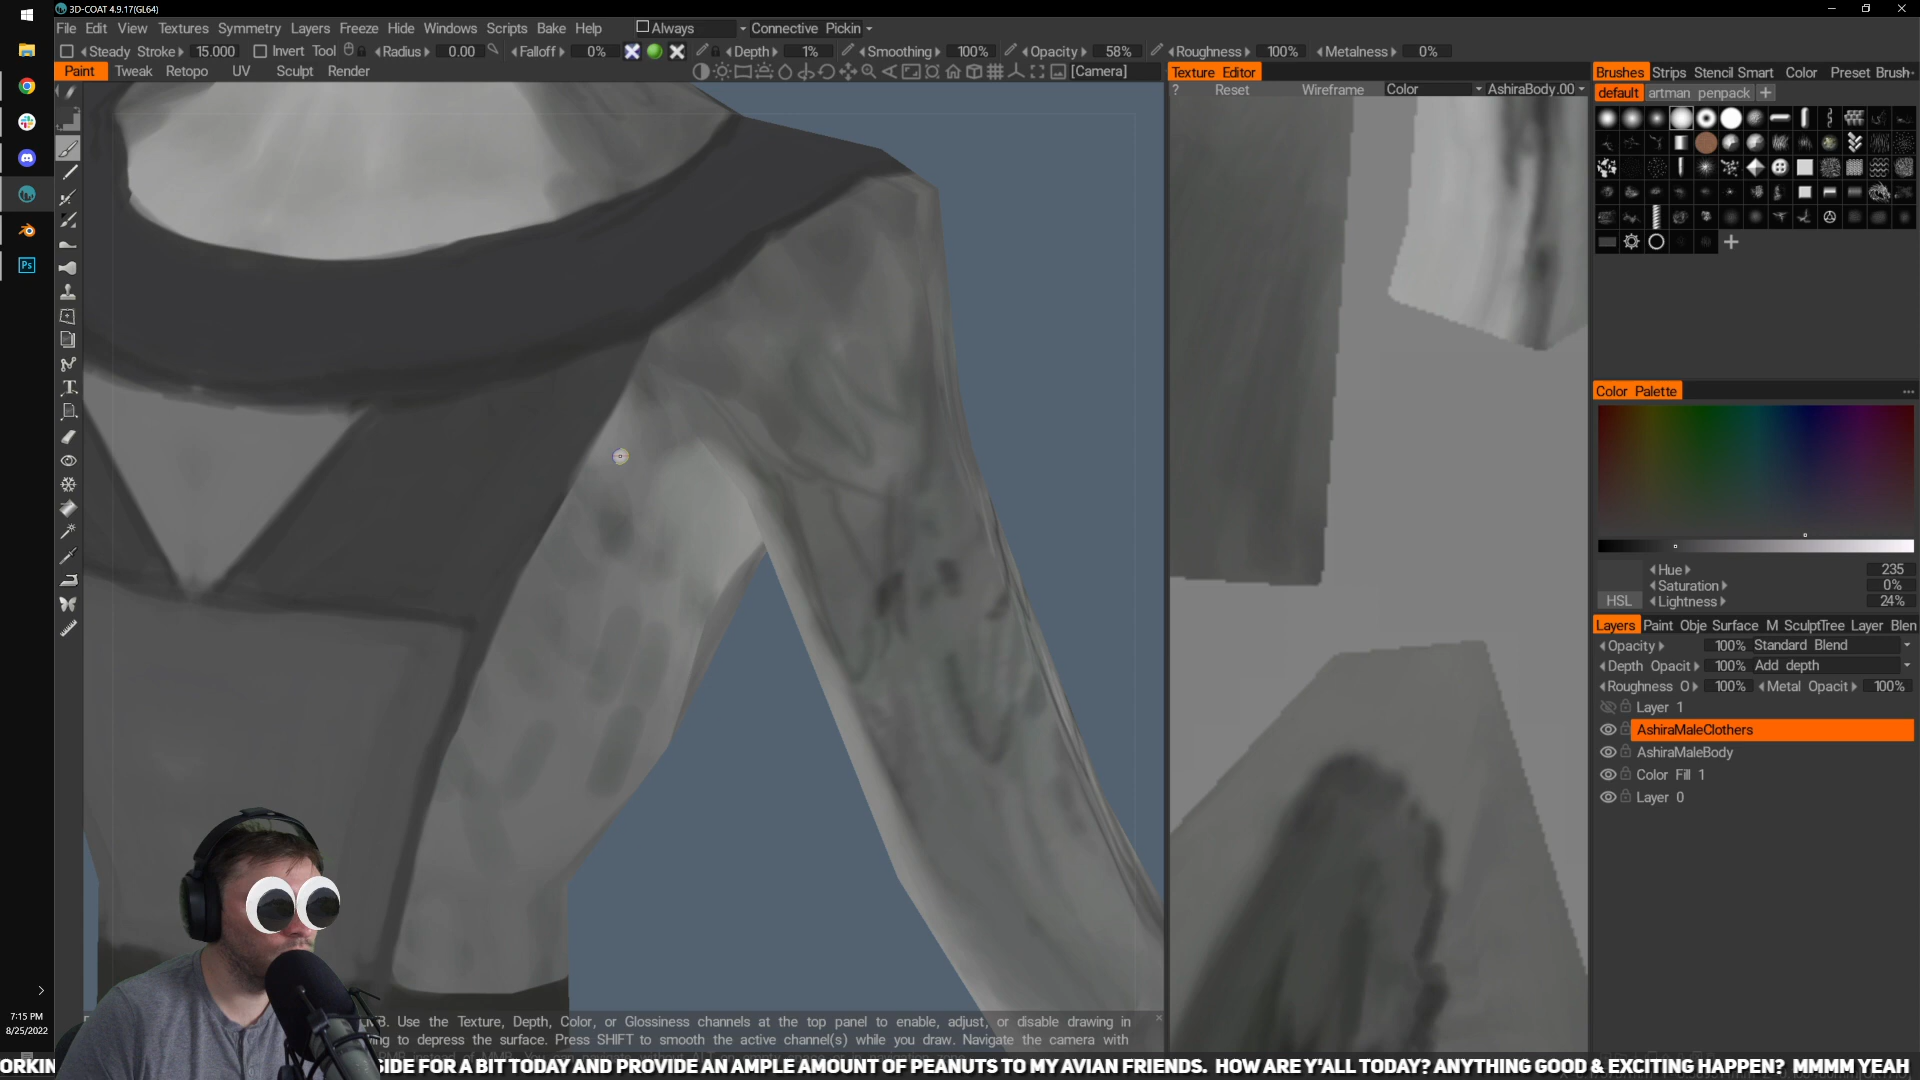 3D-COAT 4.9.17(GL64)
File Edit View Textures Symmetry Layers Freeze Hide Windows Scripts Bake Help Always Connective Pickin
Steady Stroke 15.000 Invert Tool Radius 0.00 Falloff 0% Depth 1% Smoothing 100% Opacity 58% Roughness 100% Metalness 0%
Paint Tweak Retopo UV Sculpt Render [Camera]
Texture Editor
? Reset Wireframe Color AshiraBody.00
Brushes Strips Stencil Smart Color Preset Brush
default artman penpack
Color Palette
Hue 235
Saturation 0%
HSL Lightness 24%
Layers Paint Obje Surface M SculptTree Layer Blen
Opacity 100% Standard Blend
Depth Opacit 100% Add depth
Roughness O 100% Metal Opacit 100%
Layer 1
AshiraMaleClothers
AshiraMaleBody
Color Fill 1
Layer 0
Ps
7:15 PM
8/25/2022
B. Use the Texture, Depth, Color, or Glossiness channels at the top panel to enable, adjust, or disable drawing in
ng to depress the surface. Press SHIFT to smooth the active channel(s) while you draw. Navigate the camera with
ORKIN
SIDE FOR A BIT TODAY AND PROVIDE AN AMPLE AMOUNT OF PEANUTS TO MY AVIAN FRIENDS. HOW ARE Y'ALL TODAY? ANYTHING GOOD & EXCITING HAPPEN? MMMM YEAH